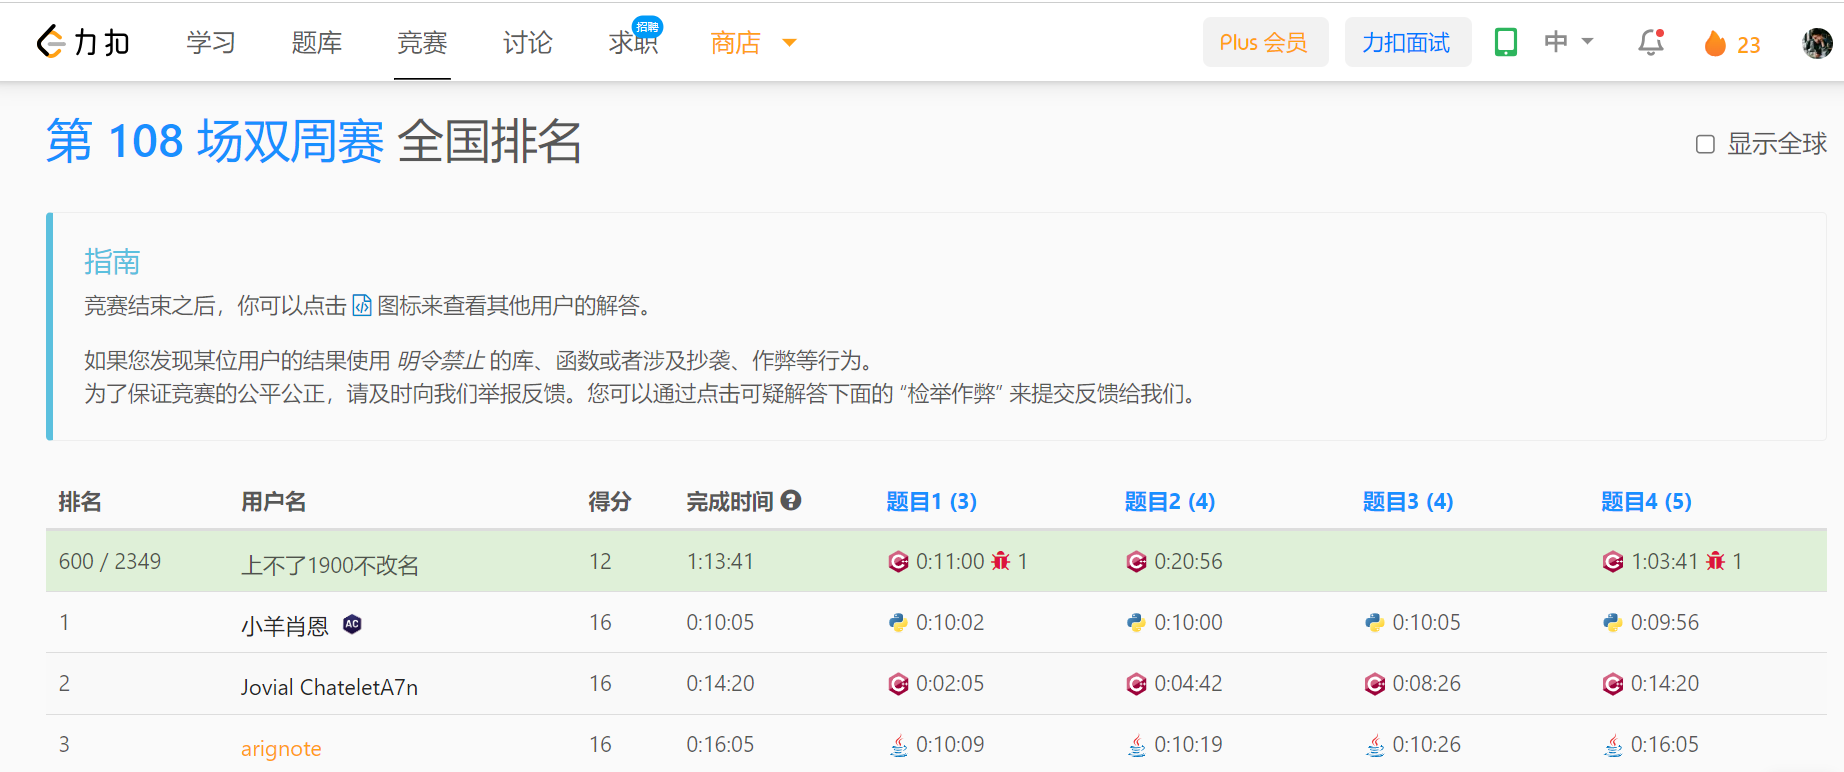 力扣 学习 题库 竞赛 讨论 求职 招聘 商店 Plus 会员 力扣面试 中 23
第 108 场双周赛 全国排名 显示全球
指南
竞赛结束之后，你可以点击 图标来查看其他用户的解答。
如果您发现某位用户的结果使用 明令禁止 的库、函数或者涉及抄袭、作弊等行为。
为了保证竞赛的公平公正，请及时向我们举报反馈。您可以通过点击可疑解答下面的 “检举作弊” 来提交反馈给我们。
排名 用户名 得分 完成时间 题目1 (3) 题目2 (4) 题目3 (4) 题目4 (5)
600 / 2349 上不了1900不改名 12 1:13:41 0:11:00 1 0:20:56 1:03:41 1
1 小羊肖恩 AC 16 0:10:05 0:10:02 0:10:00 0:10:05 0:09:56
2 Jovial ChateletA7n 16 0:14:20 0:02:05 0:04:42 0:08:26 0:14:20
3 arignote 16 0:16:05 0:10:09 0:10:19 0:10:26 0:16:05